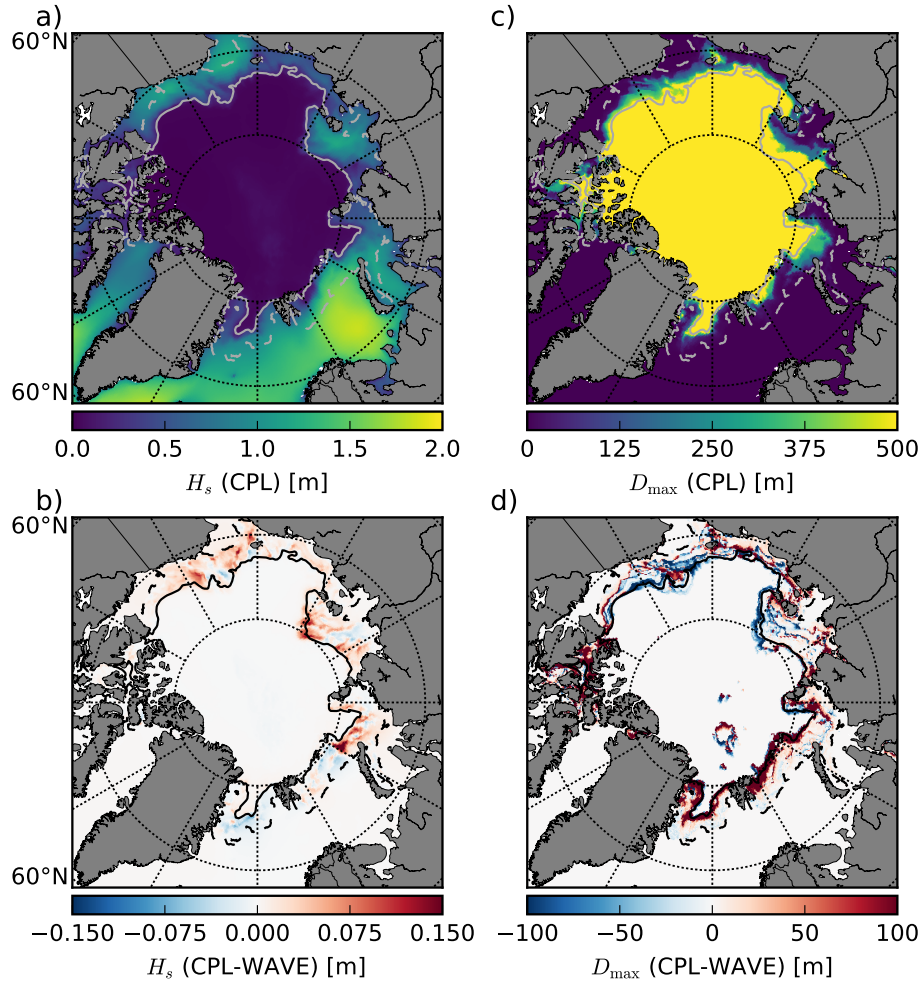 a)
60°N
60°N
0.0 0.5 1.0 1.5 2.0
H_s (CPL) [m]
c)
0 125 250 375 500
D_max (CPL) [m]
b)
60°N
60°N
−0.150 −0.075 0.000 0.075 0.150
H_s (CPL-WAVE) [m]
d)
−100 −50 0 50 100
D_max (CPL-WAVE) [m]